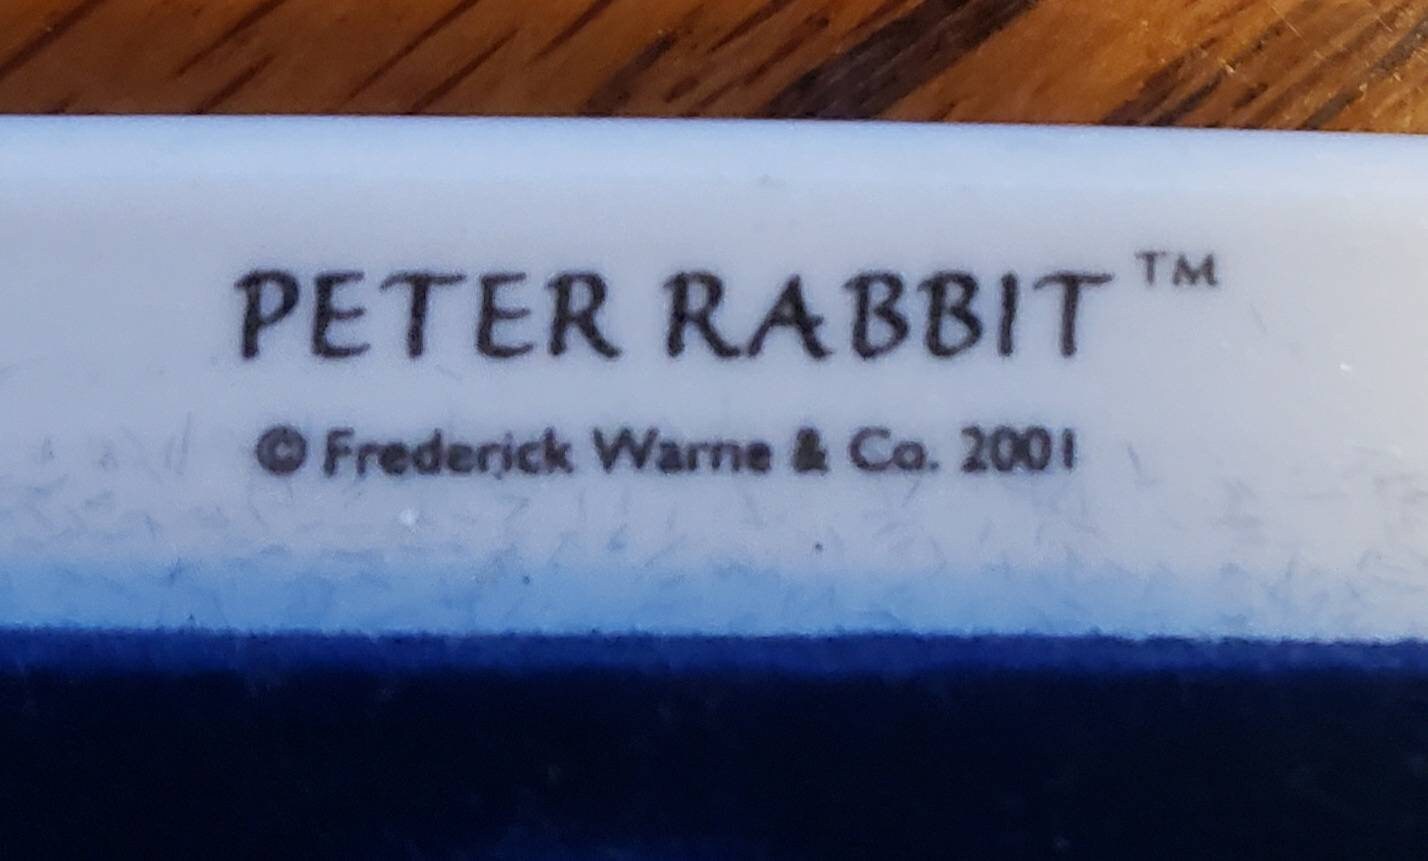 PETER RABBIT™
© Frederick Warne & Co. 2001